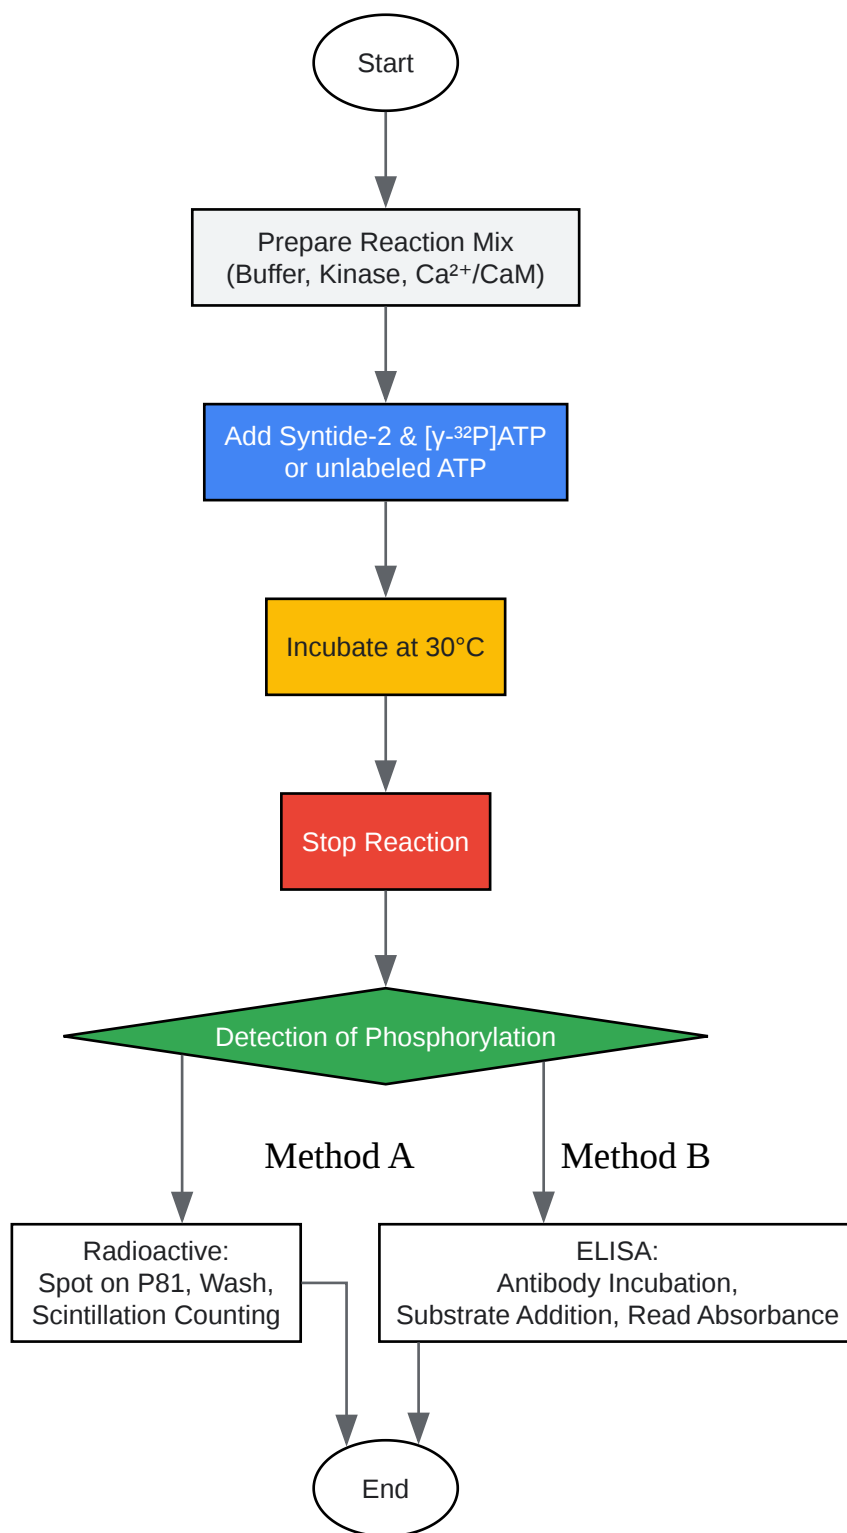 Start
Prepare Reaction Mix
(Buffer, Kinase, Ca²⁺/CaM)
Add Syntide-2 & [γ-³²P]ATP
or unlabeled ATP
Incubate at 30°C
Stop Reaction
Detection of Phosphorylation
Method A
Method B
Radioactive:
Spot on P81, Wash,
Scintillation Counting
ELISA:
Antibody Incubation,
Substrate Addition, Read Absorbance
End